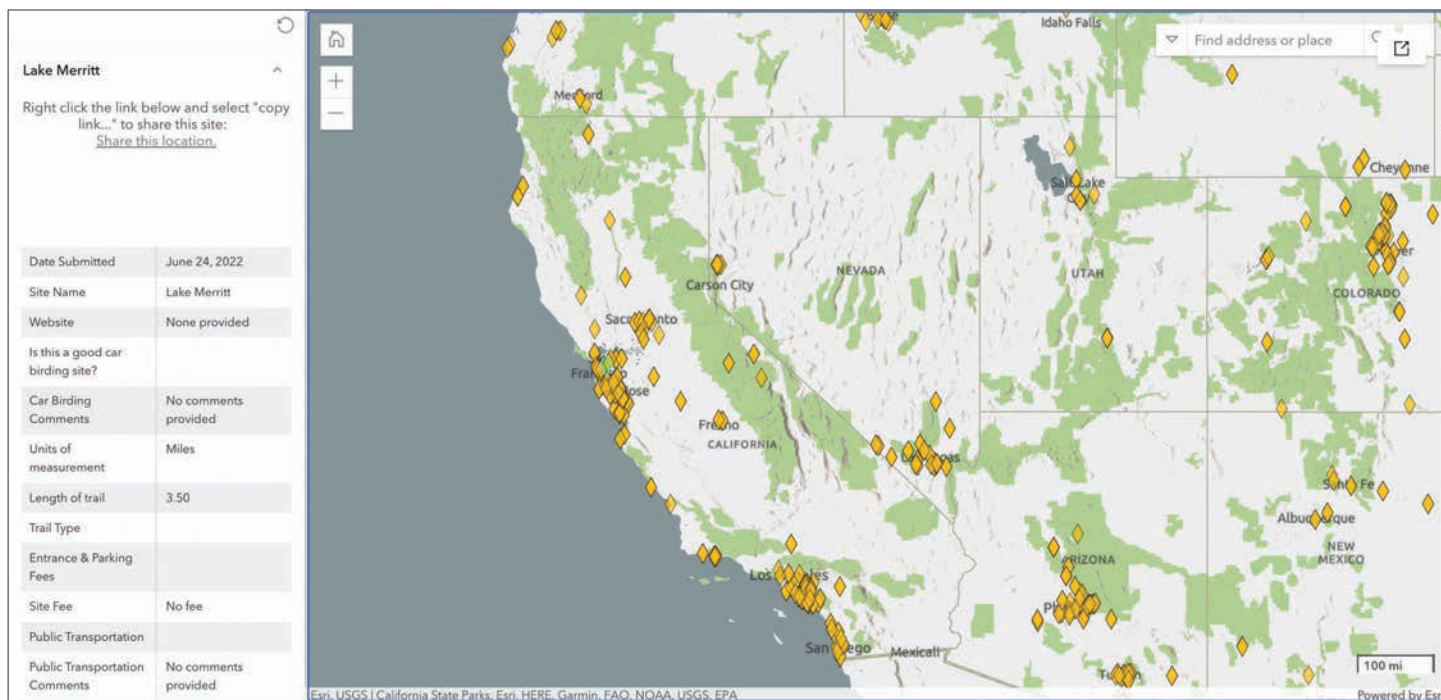 Lake Merritt
Right click the link below and select "copy
link..." to share this site:
Share this location.
Date Submitted June 24, 2022
Site Name Lake Merritt
Website None provided
Is this a good car
birding site?
Car Birding
Comments
No comments
provided
Units of
measurement
Miles
Length of trail 3.50
Trail Type
Entrance & Parking
Fees
Site Fee No fee
Public Transportation
Public Transportation
Comments
No comments
provided
Idaho Falls
Find address or place
Medford
Cheyenne
Salt Lake
NEVADA
UTAH
Carson City
COLORADO
Sacramento
Fresno
CALIFORNIA
Santa Fe
Albuquerque
NEW
MEXICO
ARIZONA
Los Angeles
San Diego
Mexicali
100 mi
Esri, USGS | California State Parks, Esri, HERE, Garmin, FAO, NOAA, USGS, EPA
Powered by Esri